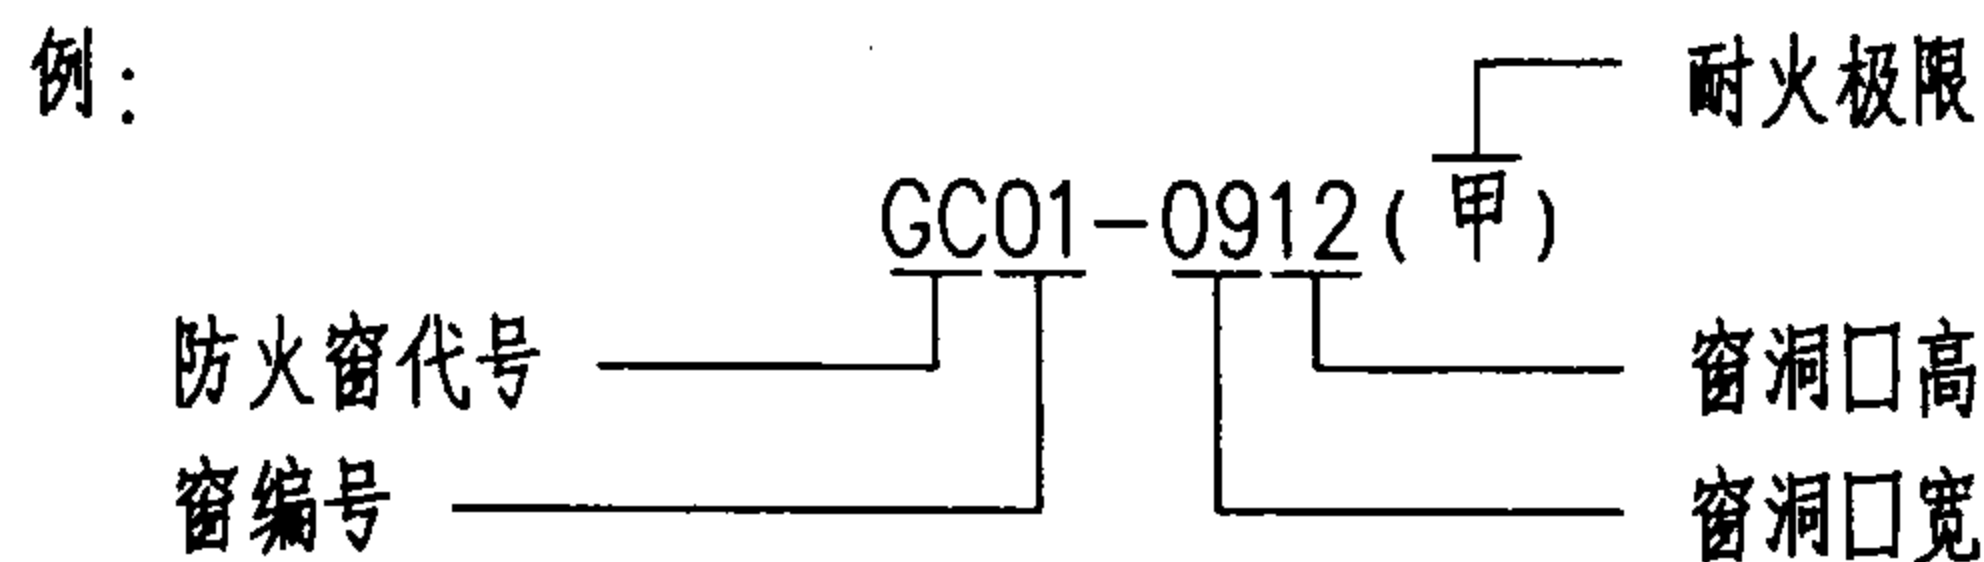 例：
耐火极限
GC01-0912(甲)
防火窗代号
窗洞口高
窗编号
窗洞口宽